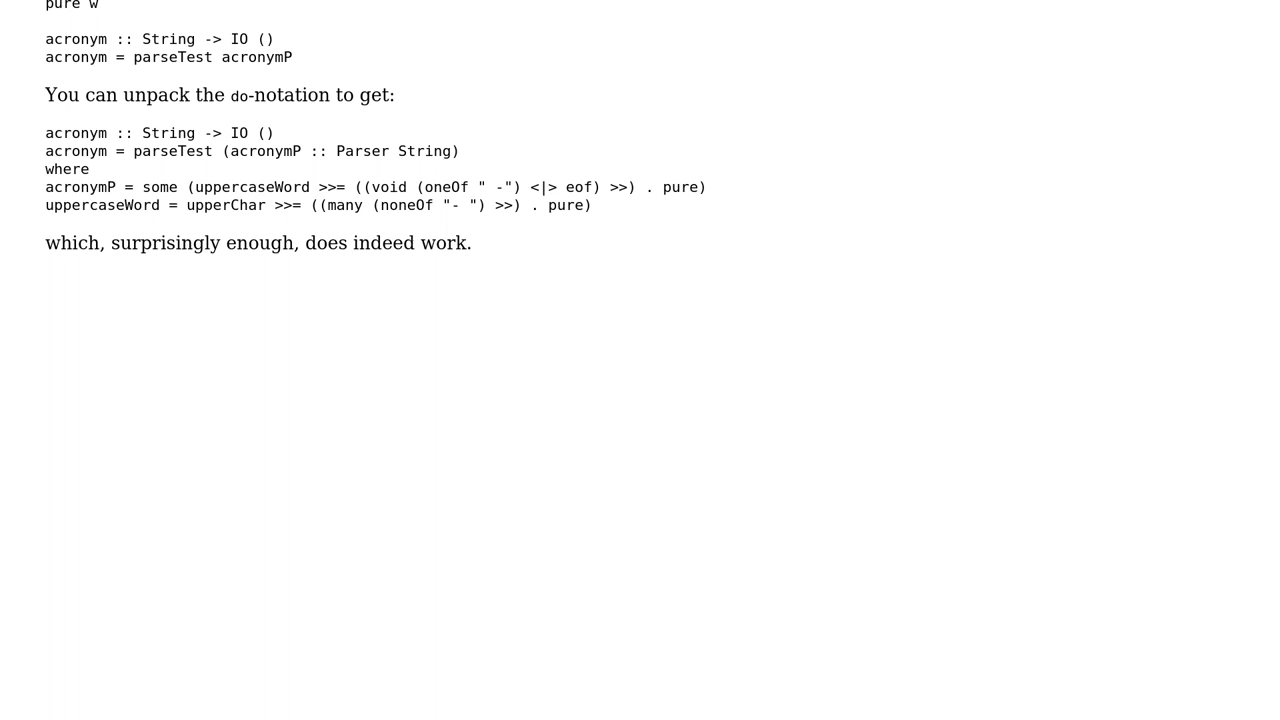 pure w
acronym :: String -> IO ()
acronym = parseTest acronymP
You can unpack the do-notation to get:
acronym :: String -> IO ()
acronym = parseTest (acronymP :: Parser String)
where
acronymP = some (uppercaseWord >>= ((void (oneOf " -") <|> eof) >>) . pure)
uppercaseWord = upperChar >>= ((many (noneOf "- ") >>) . pure)
which, surprisingly enough, does indeed work.